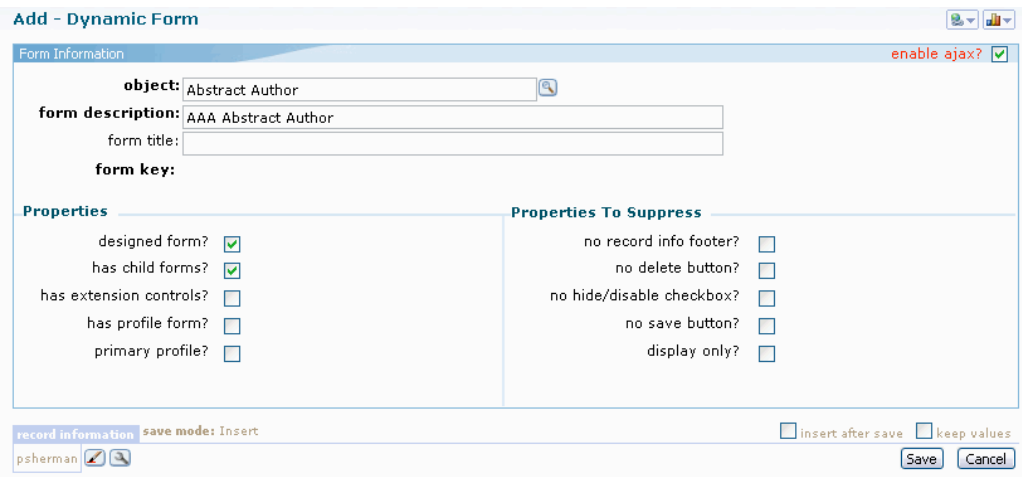 Add - Dynamic Form
Form Information
enable ajax?
object: Abstract Author
form description: AAA Abstract Author
form title:
form key:
Properties
Properties To Suppress
designed form?
no record info footer?
has child forms?
no delete button?
has extension controls?
no hide/disable checkbox?
has profile form?
no save button?
primary profile?
display only?
record information save mode: Insert
insert after save keep values
psherman
Save Cancel